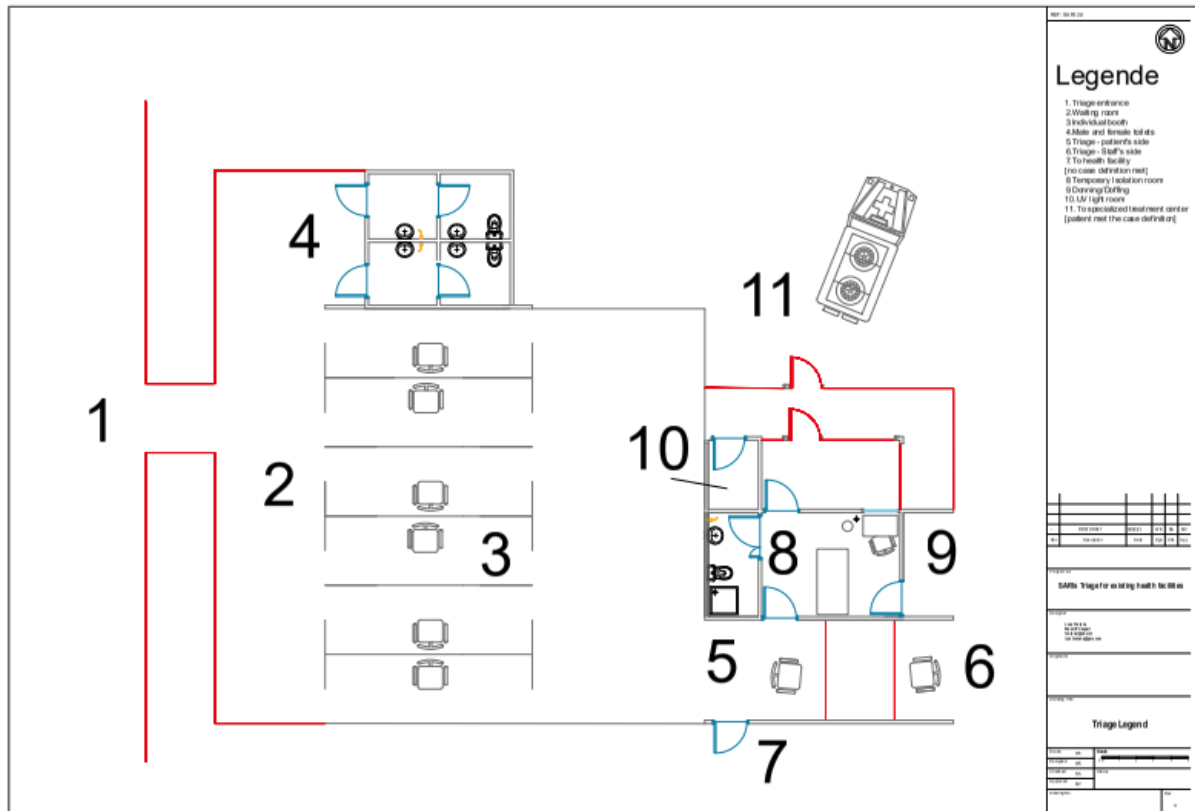 N
Legende
1. Triage entrance
2.Waiting room
3.Individual booth
4.Male and female toilets
5.Triage - patient's side
6.Triage - Staff's side
7.To health facility
[no case definition met]
8.Temporary Isolation room
9.Donning/Doffing
10. UV light room
11. To specialized treatment center
[patient met the case definition]
4
11
1
10
2
3
8
9
5
6
7
SARIs Triage for existing health facilities
Triage Legend